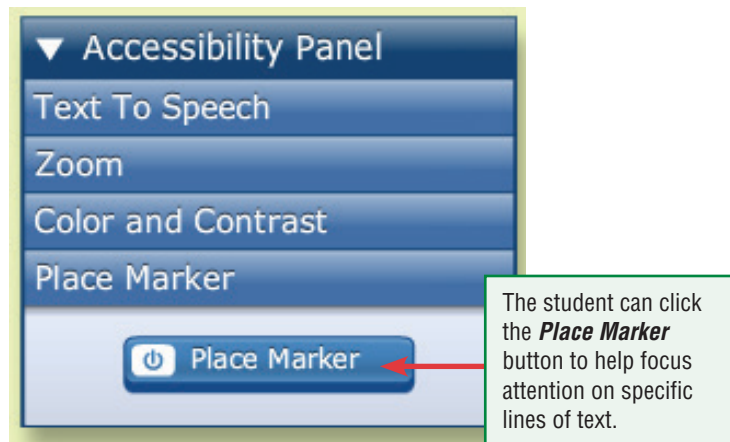 ▼ Accessibility Panel
Text To Speech
Zoom
Color and Contrast
Place Marker
Place Marker
The student can click
the Place Marker
button to help focus
attention on specific
lines of text.